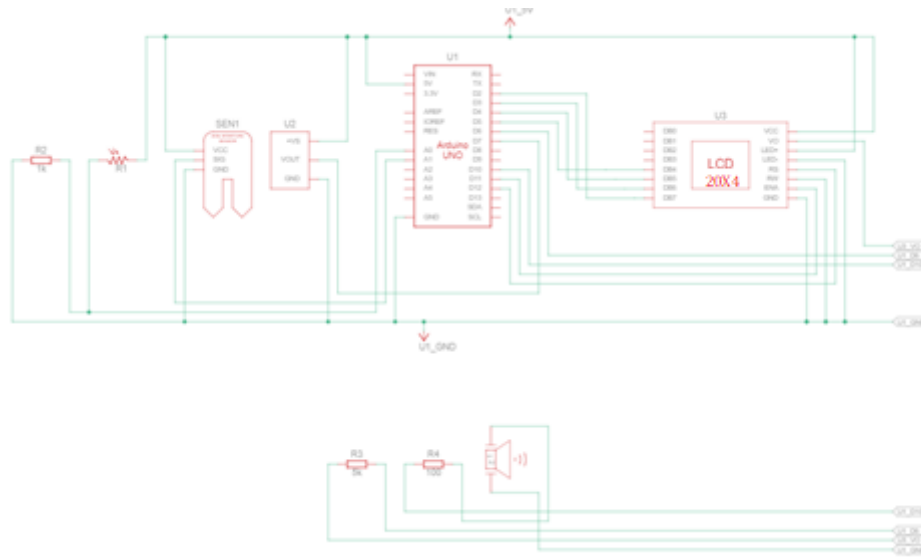 U1
VIN
5V
3.3V
AREF
IOREF
RES
A0
A1
A2
A3
A4
A5
GND
RX
TX
D2
D3
D4
D5
D6
D7
D8
D9
D10
D11
D12
D13
SDA
SCL
Arduino
UNO
SEN1
VCC
SIG
GND
U2
+VS
VOUT
GND
R2
1k
R1
U3
DB0
DB1
DB2
DB3
DB4
DB5
DB6
DB7
LCD
20X4
VCC
VO
LED+
LED-
RS
RW
ENA
GND
U1_GND
R3
5k
R4
100